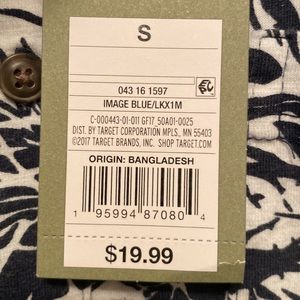 S
043 16 1597
IMAGE BLUE/LKX1M
C-000443-01-011 GF17_50A01-0025
DIST. BY TARGET CORPORATION MPLS., MN 55403
©2017 TARGET BRANDS, INC. SHOP TARGET.COM
ORIGIN: BANGLADESH
1 95994 87080 4
$19.99